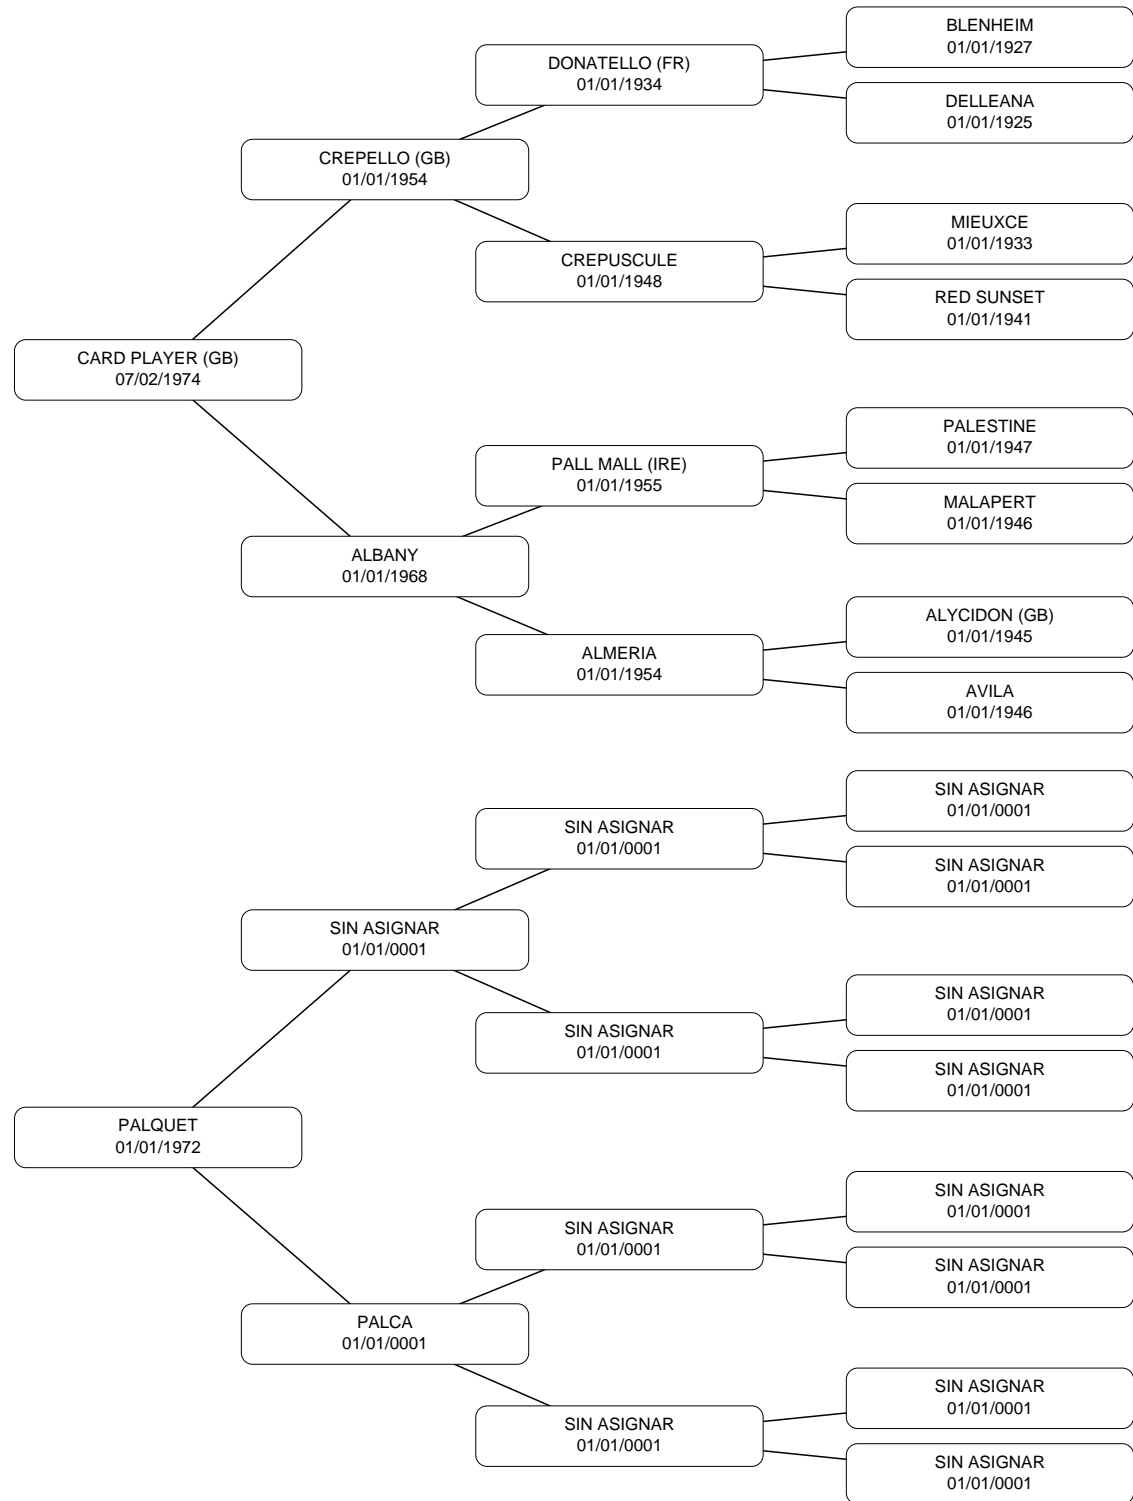 BLENHEIM
01/01/1927
DONATELLO (FR)
01/01/1934
DELLEANA
01/01/1925
CREPELLO (GB)
01/01/1954
MIEUXCE
01/01/1933
CREPUSCULE
01/01/1948
RED SUNSET
01/01/1941
CARD PLAYER (GB)
07/02/1974
PALESTINE
01/01/1947
PALL MALL (IRE)
01/01/1955
MALAPERT
01/01/1946
ALBANY
01/01/1968
ALYCIDON (GB)
01/01/1945
ALMERIA
01/01/1954
AVILA
01/01/1946
SIN ASIGNAR
01/01/0001
SIN ASIGNAR
01/01/0001
SIN ASIGNAR
01/01/0001
SIN ASIGNAR
01/01/0001
SIN ASIGNAR
01/01/0001
SIN ASIGNAR
01/01/0001
SIN ASIGNAR
01/01/0001
PALQUET
01/01/1972
SIN ASIGNAR
01/01/0001
SIN ASIGNAR
01/01/0001
SIN ASIGNAR
01/01/0001
PALCA
01/01/0001
SIN ASIGNAR
01/01/0001
SIN ASIGNAR
01/01/0001
SIN ASIGNAR
01/01/0001